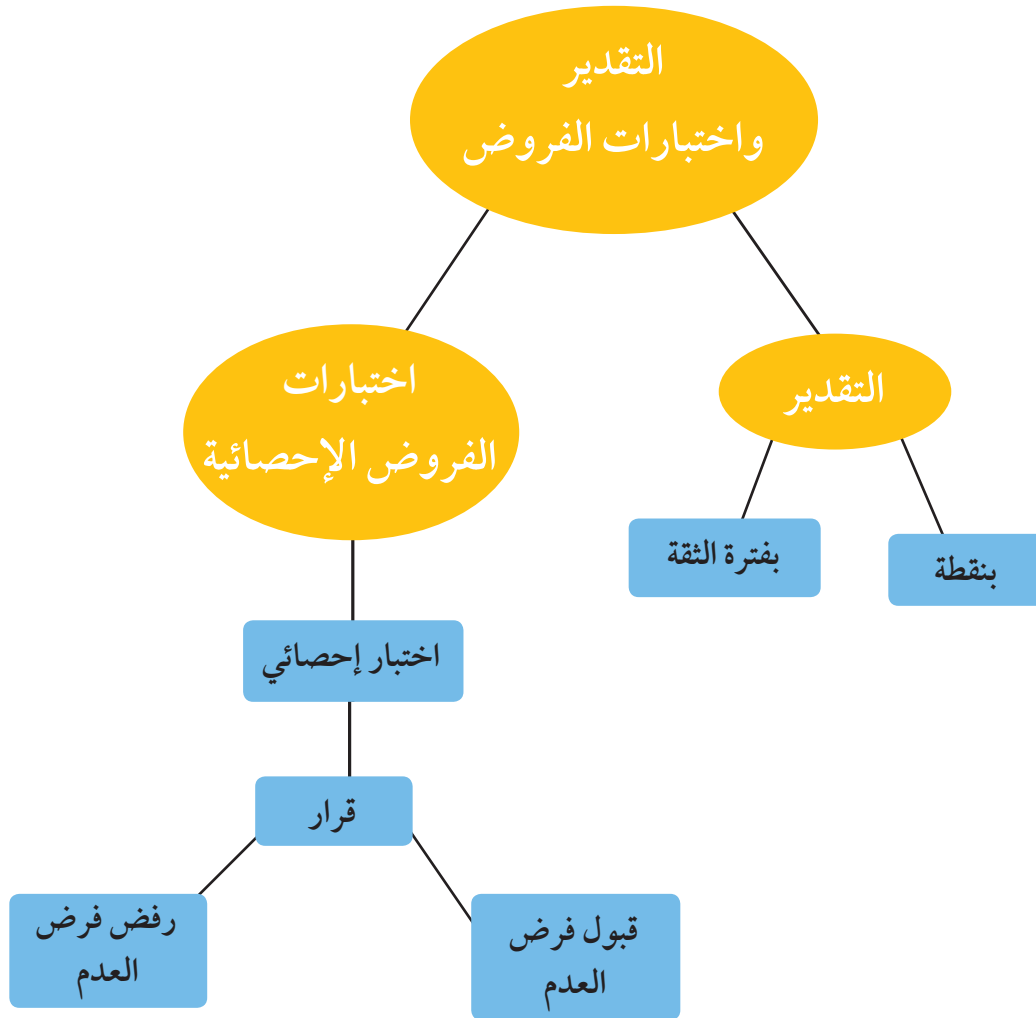 التقدير
واختبارات الفروض
التقدير
اختبارات
الفروض الإحصائية
بنقطة
بفترة الثقة
اختبار إحصائي
قرار
قبول فرض
العدم
رفض فرض
العدم